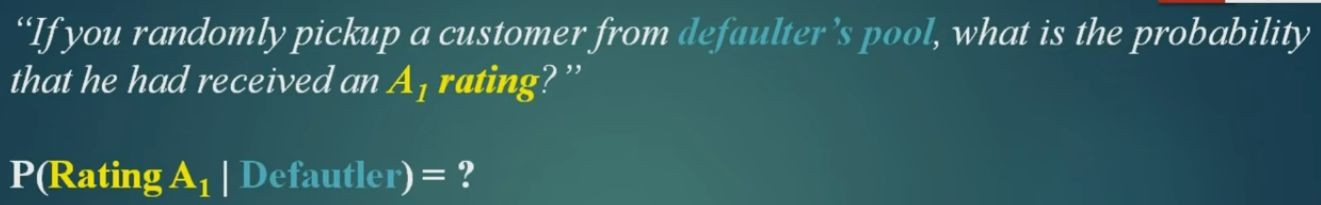 “If you randomly pickup a customer from defaulter’s pool, what is the probability
that he had received an A₁ rating?”
P(Rating A₁ | Defautler) = ?